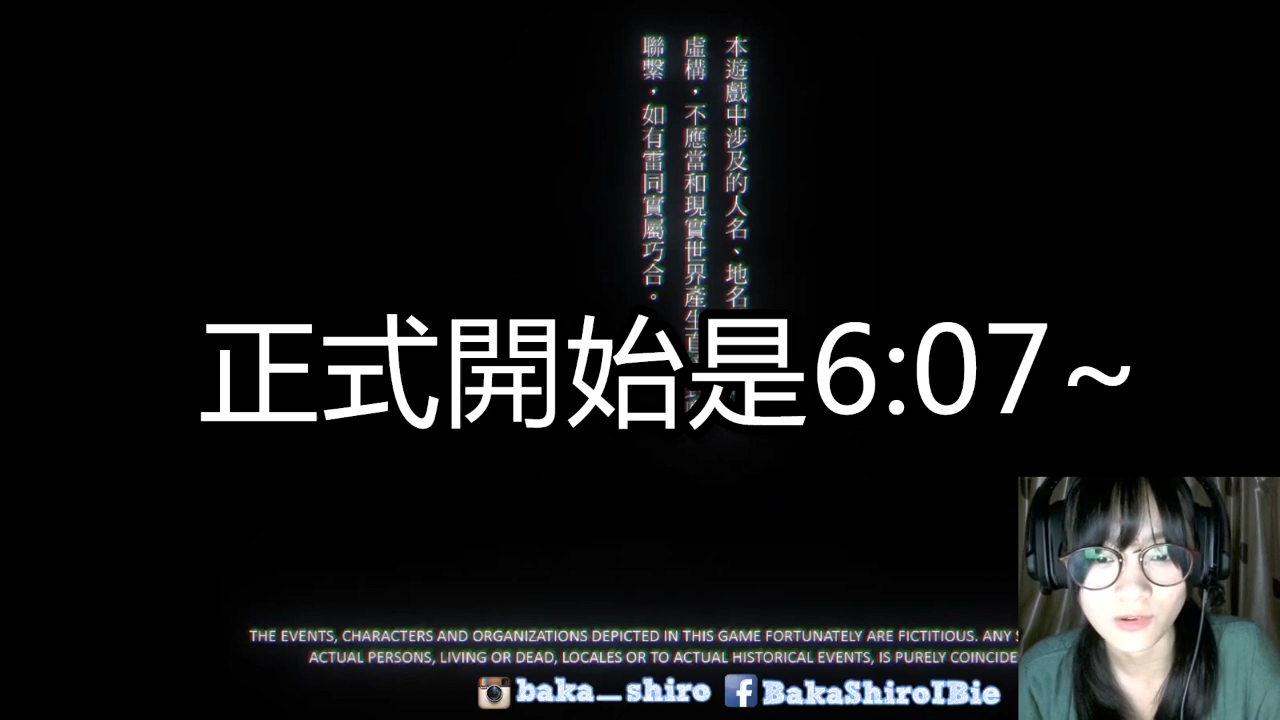 本遊戲中涉及的人名、地名
虛構，不應當和現實世界產生
聯繫，如有雷同實屬巧合。
正式開始是6:07~
THE EVENTS, CHARACTERS AND ORGANIZATIONS DEPICTED IN THIS GAME FORTUNATELY ARE FICTITIOUS. ANY
ACTUAL PERSONS, LIVING OR DEAD, LOCALES OR TO ACTUAL HISTORICAL EVENTS, IS PURELY
baka_shiro
BakaShiroIBie